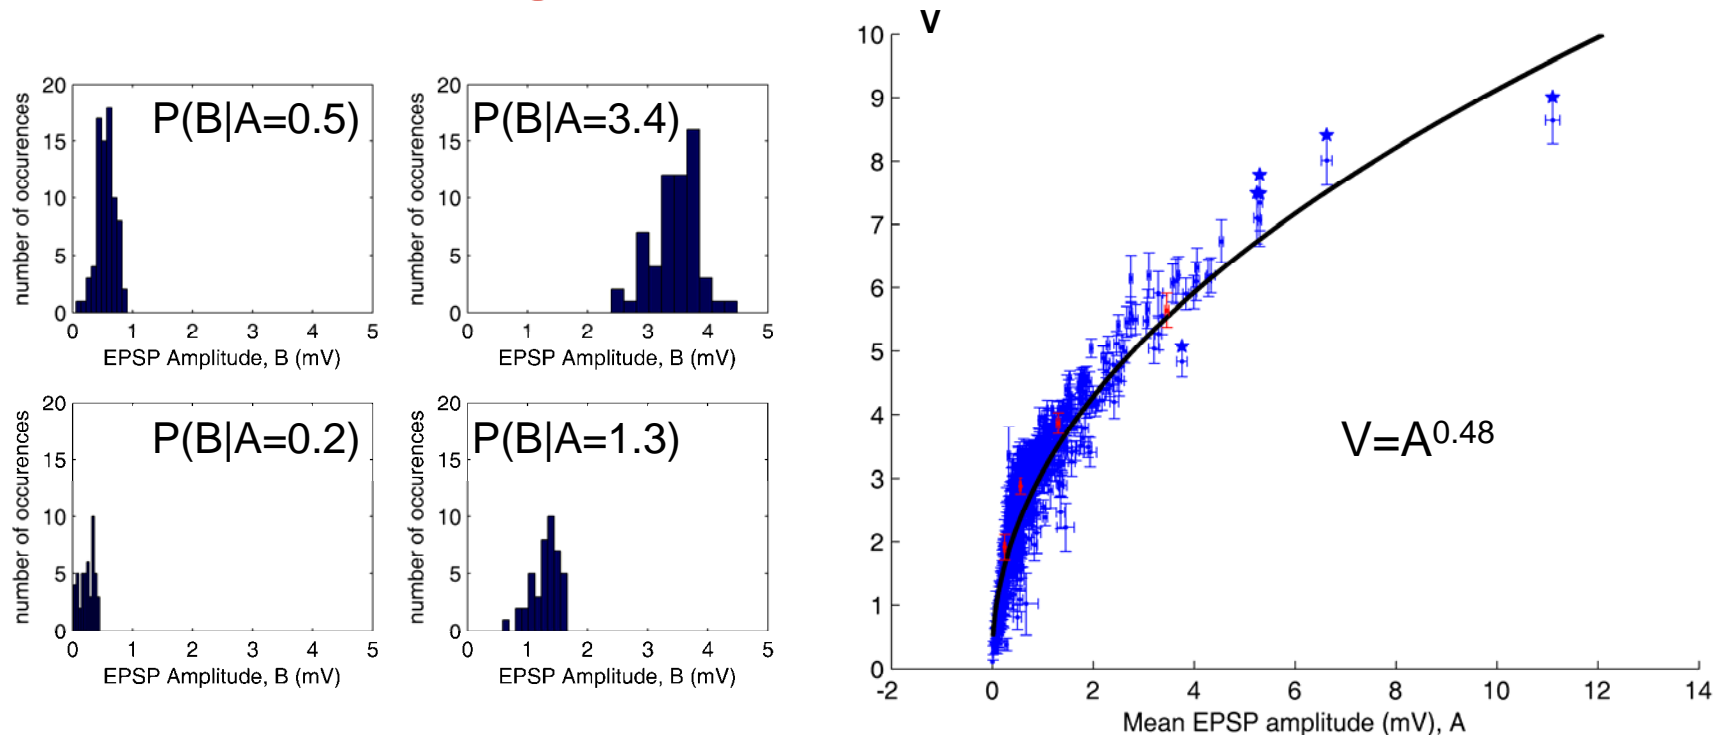 P(B|A=0.5)
number of occurences
20
15
10
5
0
0 1 2 3 4 5
EPSP Amplitude, B (mV)
P(B|A=3.4)
number of occurences
20
15
10
5
0
0 1 2 3 4 5
EPSP Amplitude, B (mV)
P(B|A=0.2)
number of occurences
20
15
10
5
0
0 1 2 3 4 5
EPSP Amplitude, B (mV)
P(B|A=1.3)
number of occurences
20
15
10
5
0
0 1 2 3 4 5
EPSP Amplitude, B (mV)
V
10
9
8
7
6
5
4
3
2
1
0
V=A^0.48
-2 0 2 4 6 8 10 12 14
Mean EPSP amplitude (mV), A